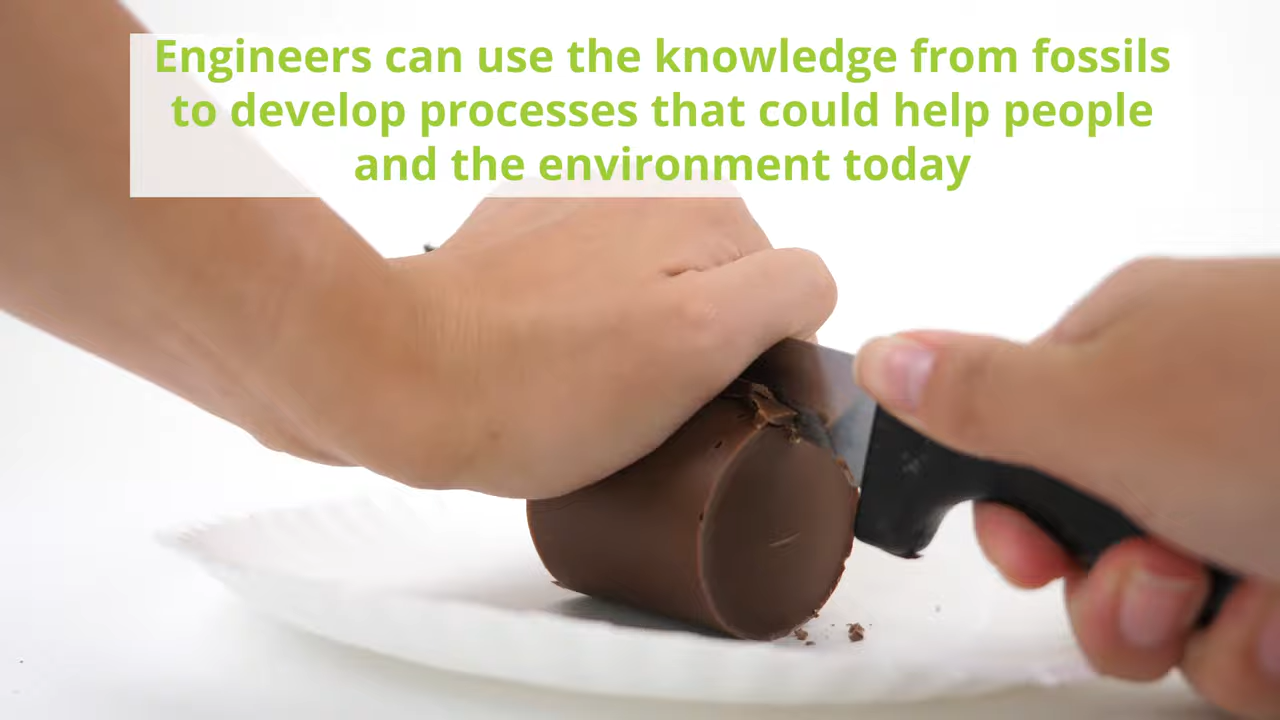 Engineers can use the knowledge from fossils
to develop processes that could help people
and the environment today